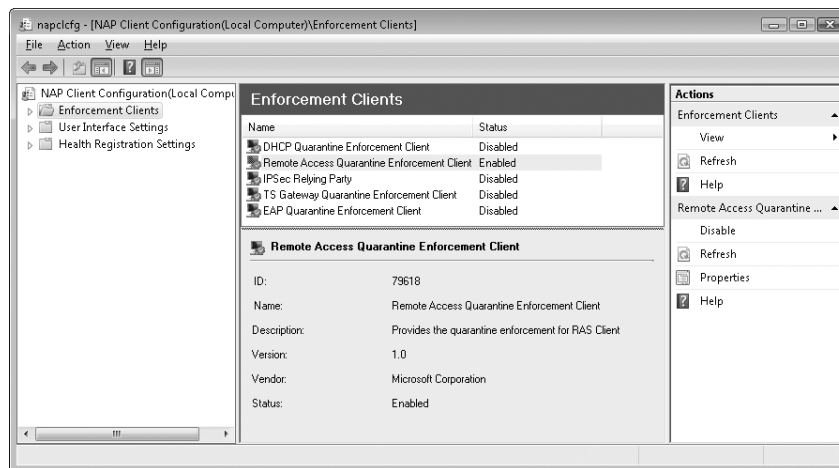 napclcfg - [NAP Client Configuration(Local Computer)\Enforcement Clients]
File Action View Help
NAP Client Configuration(Local Compu
Enforcement Clients
User Interface Settings
Health Registration Settings
Enforcement Clients
Name Status
DHCP Quarantine Enforcement Client Disabled
Remote Access Quarantine Enforcement Client Enabled
IPSec Relying Party Disabled
TS Gateway Quarantine Enforcement Client Disabled
EAP Quarantine Enforcement Client Disabled
Remote Access Quarantine Enforcement Client
ID: 79618
Name: Remote Access Quarantine Enforcement Client
Description: Provides the quarantine enforcement for RAS Client
Version: 1.0
Vendor: Microsoft Corporation
Status: Enabled
Actions
Enforcement Clients
View
Refresh
Help
Remote Access Quarantine ...
Disable
Refresh
Properties
Help